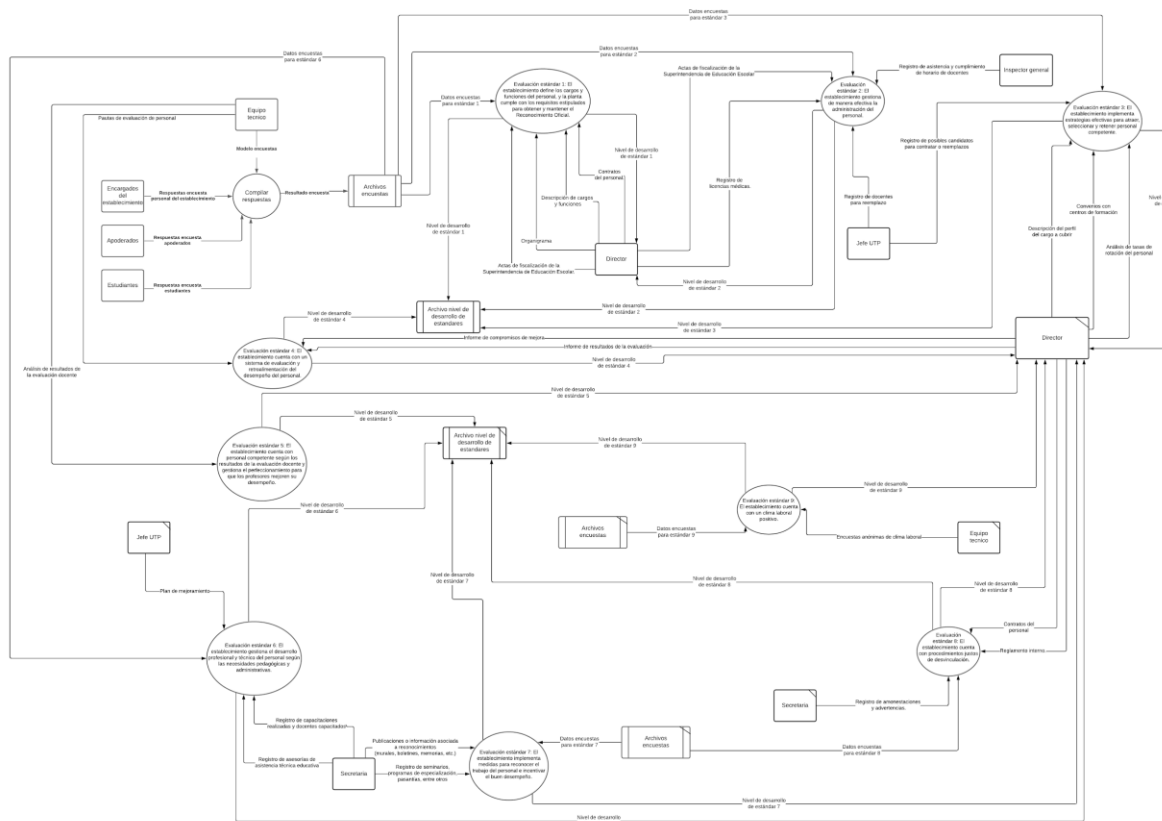 Datos encuestas
para estándar 3
Datos encuestas
para estándar 6
Datos encuestas
para estándar 2
Actas de fiscalización de la
Superintendencia de Educación Escolar
Registro de asistencia y cumplimiento
de horario de docentes
Inspector general
Evaluación estándar 1: El
establecimiento define los cargos y
funciones del personal, y la planta
cumple con los requisitos estipulados
para obtener y mantener el
Reconocimiento Oficial.
Datos encuestas
para estándar 1
Evaluación
estándar 2: El
establecimiento gestiona
de manera efectiva la
administración del
personal.
Evaluación estándar 3: El
establecimiento implementa
estrategias efectivas para atraer,
seleccionar y retener personal
competente.
Equipo
tecnico
Pautas de evaluación de personal
Modelo encuestas
Registro de posibles candidatos
para contratar o reemplazos
Nivel de desarrollo
de estándar 1
Encargados
del
establecimiento
Respuestas encuesta
personal del establecimiento
Compilar
respuestas
Resultado encuesta
Archivos
encuestas
Contratos
del personal
Registro de
licencias médicas.
Descripción de cargos
y funciones
Registro de docentes
para reemplazo
Nivel de desarrollo
de estándar 1
Convenios con
centros de formación
Descripción del perfil
del cargo a cubrir
Análisis de tasas de
rotación del personal
Apoderados
Respuestas encuesta
apoderados
Organigrama
Director
Jefe UTP
Actas de fiscalización de la
Superintendencia de Educación Escolar
Estudiantes
Respuestas encuesta
estudiantes
Nivel de desarrollo
de estándar 2
Archivo nivel de
desarrollo de
estandares
Nivel de desarrollo
de estándar 4
Nivel de desarrollo
de estándar 2
Nivel de desarrollo
de estándar 3
Director
Informe de compromisos de mejora
Informe de resultados de la evaluación
Evaluación estándar 4: El
establecimiento cuenta con un
sistema de evaluación y
retroalimentación del
desempeño del personal.
Nivel de desarrollo
de estándar 4
Análisis de resultados de
la evaluación docente
Nivel de desarrollo
de estándar 5
Nivel de desarrollo
de estándar 5
Archivo nivel de
desarrollo de
estandares
Nivel de desarrollo
de estándar 9
Evaluación estándar 5: El
establecimiento cuenta con
personal competente según los
resultados de la evaluación docente y
gestiona el perfeccionamiento para
que los profesores mejoren su
desempeño.
Nivel de desarrollo
de estándar 9
Evaluación estándar 9:
El establecimiento cuenta
con un clima laboral
positivo.
Nivel de desarrollo
de estándar 6
Jefe UTP
Archivos
encuestas
Datos encuestas
para estándar 9
Encuestas anónimas de clima laboral
Equipo
tecnico
Nivel de desarrollo
de estándar 7
Nivel de desarrollo
de estándar 8
Nivel de desarrollo
de estándar 8
Plan de mejoramiento
Contratos del
personal
Evaluación estándar 6: El
establecimiento gestiona el desarrollo
profesional y técnico del personal según
las necesidades pedagógicas y
administrativas.
Evaluación
estándar 8: El
establecimiento cuenta
con procedimientos justos
de desvinculación.
Reglamento interno
Secretaria
Registro de amonestaciones
y advertencias.
Registro de capacitaciones
realizadas y docentes capacitados
Publicaciones o información asociada
a reconocimientos
(murales, boletines, memorias, etc.)
Datos encuestas
para estándar 7
Archivos
encuestas
Datos encuestas
para estándar 8
Evaluación estándar 7: El
establecimiento implementa
medidas para reconocer el
trabajo del personal e incentivar
el buen desempeño.
Registro de asesorías de
asistencia técnica educativa
Secretaria
Registro de seminarios,
programas de especialización,
pasantías, entre otros
Nivel de desarrollo
de estándar 7
Nivel de desarrollo